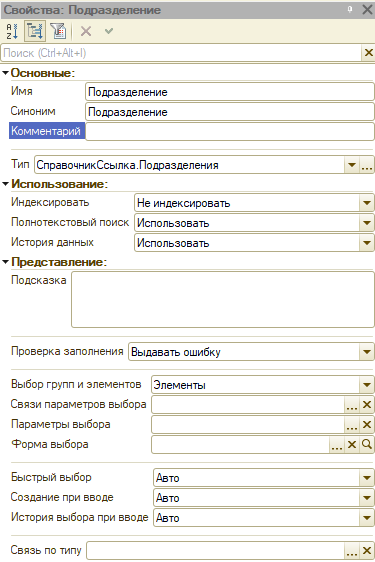 Свойства: Подразделение
Поиск (Ctrl+Alt+I)
Основные:
Имя Подразделение
Синоним Подразделение
Комментарий
Тип СправочникСсылка.Подразделения ...
Использование:
Индексировать Не индексировать
Полнотекстовый поиск Использовать
История данных Использовать
Представление:
Подсказка
Проверка заполнения Выдавать ошибку
Выбор групп и элементов Элементы
Связи параметров выбора ...
Параметры выбора ...
Форма выбора ...
Быстрый выбор Авто
Создание при вводе Авто
История выбора при вводе Авто
Связь по типу ...